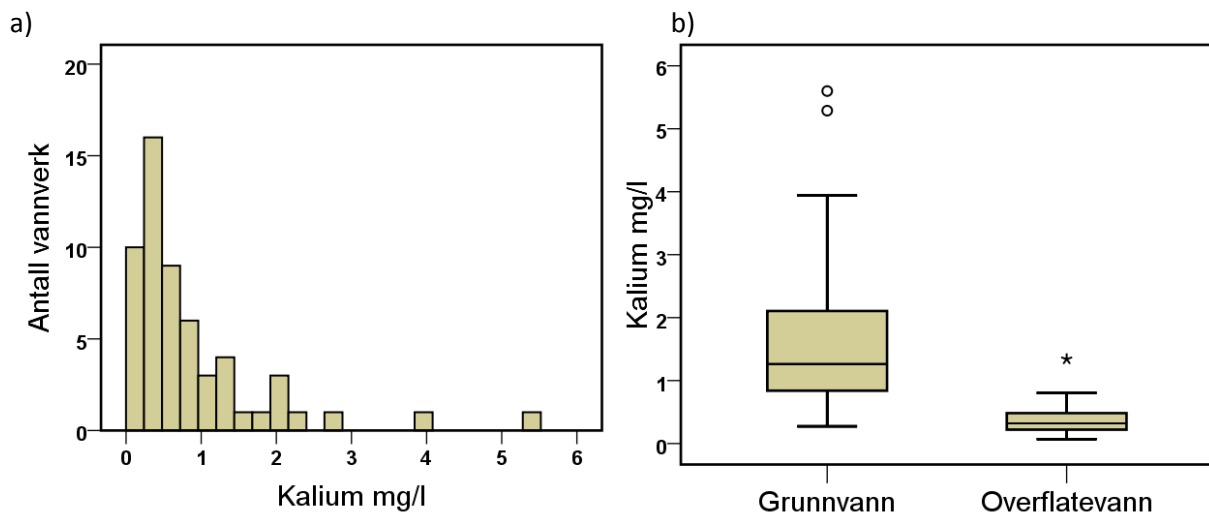 a)
20
15
10
5
0
Antall vannverk
0 1 2 3 4 5 6
Kalium mg/l
b)
6
5
4
3
2
1
0
Kalium mg/l
*
Grunnvann Overflatevann